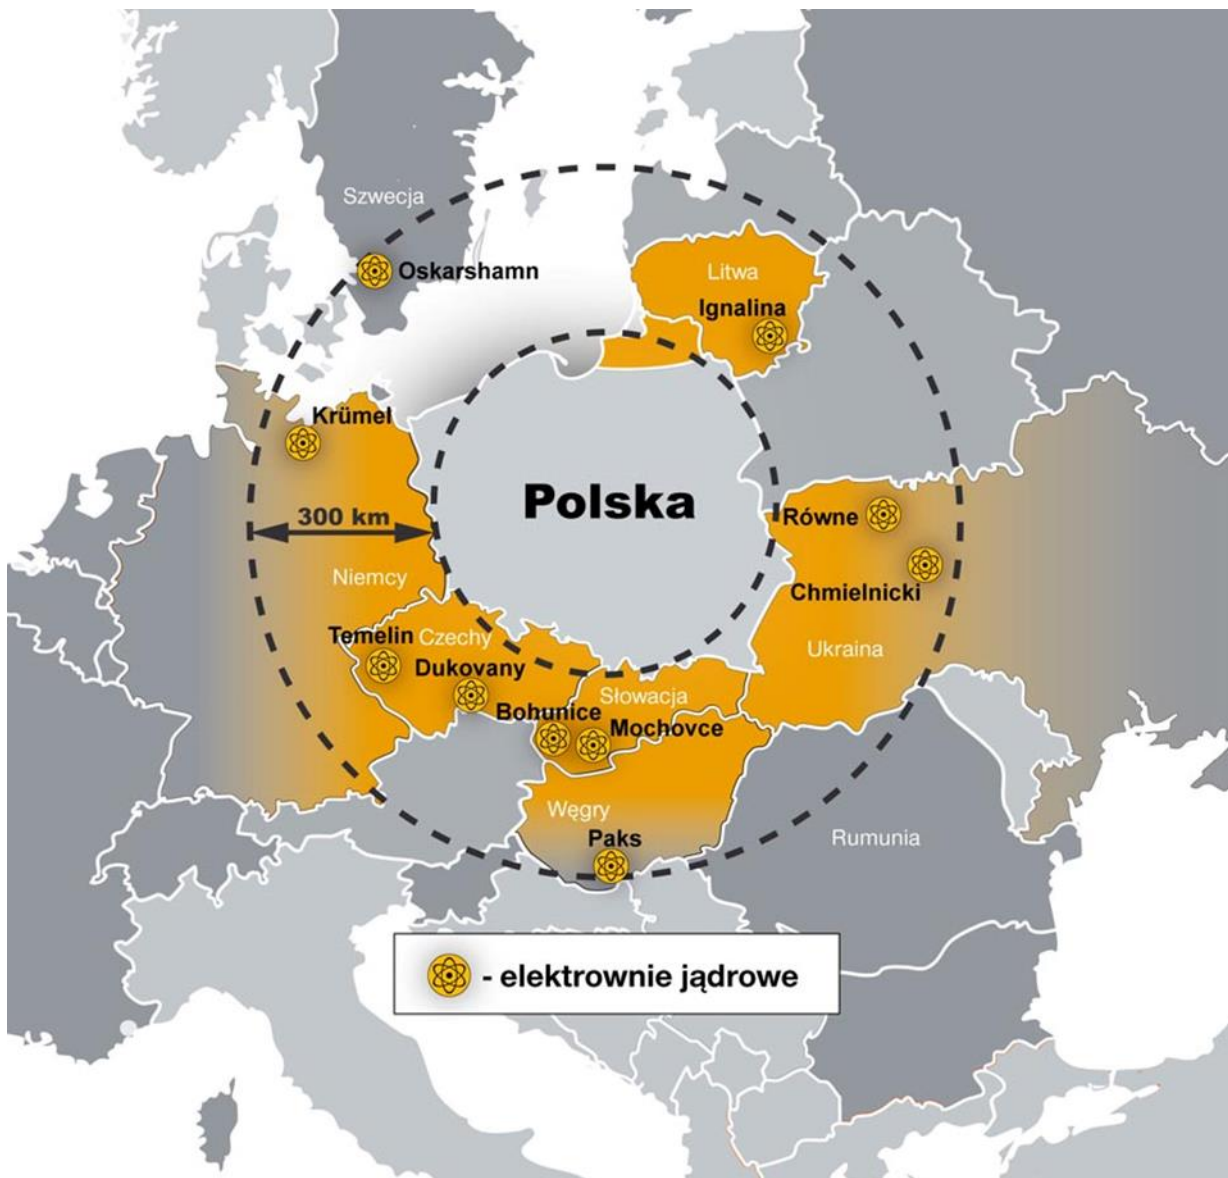 Szwecja
Oskarshamn
Litwa
Ignalina
Krümel
Polska
300 km
Równe
Niemcy
Chmielnicki
Temelin
Czechy
Ukraina
Dukovany
Słowacja
Bohunice
Mochovce
Węgry
Paks
Rumunia
- elektrownie jądrowe